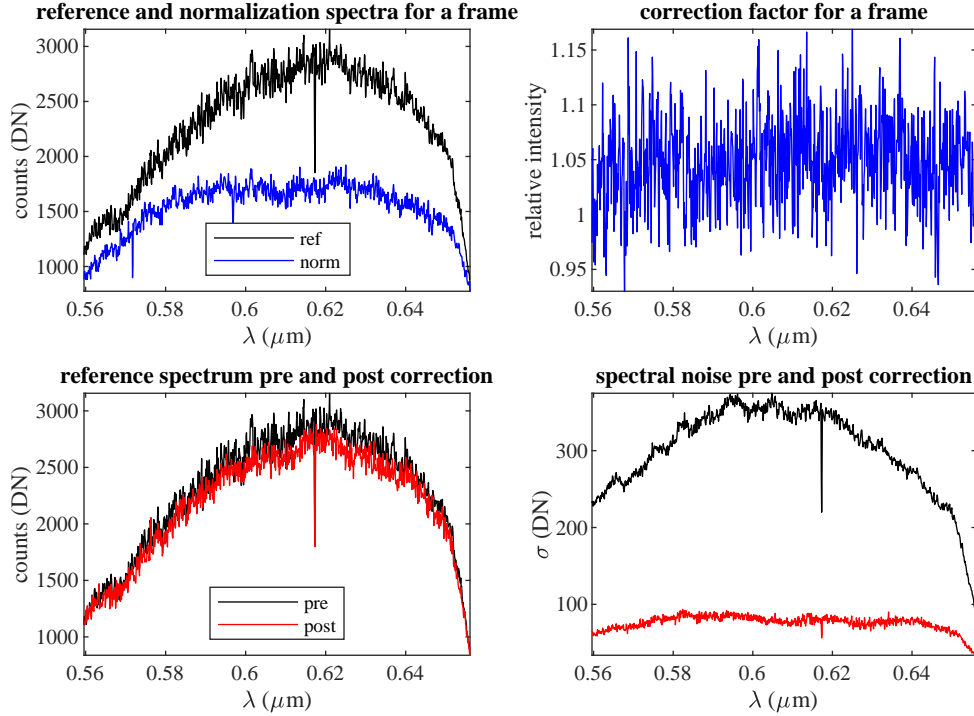 reference and normalization spectra for a frame
3000
2500
2000
1500
1000
counts (DN)
ref
norm
0.56 0.58 0.6 0.62 0.64
λ (μm)
correction factor for a frame
1.15
1.1
1.05
1
0.95
relative intensity
0.56 0.58 0.6 0.62 0.64
λ (μm)
reference spectrum pre and post correction
3000
2500
2000
1500
1000
counts (DN)
pre
post
0.56 0.58 0.6 0.62 0.64
λ (μm)
spectral noise pre and post correction
300
200
100
σ (DN)
0.56 0.58 0.6 0.62 0.64
λ (μm)